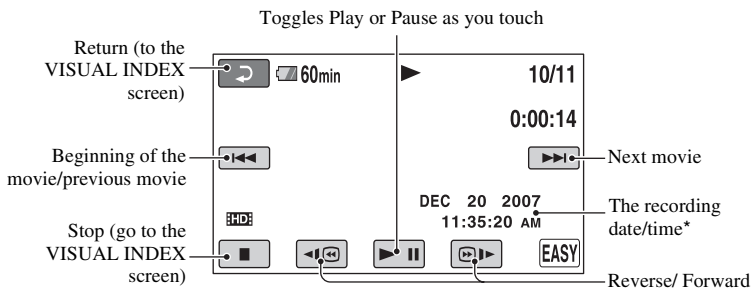 Toggles Play or Pause as you touch
Return (to the
VISUAL INDEX
screen)
60min
10/11
0:00:14
Beginning of the
movie/previous movie
Next movie
DEC 20 2007
11:35:20 AM
The recording
date/time*
HD
Stop (go to the
VISUAL INDEX
screen)
EASY
Reverse/ Forward